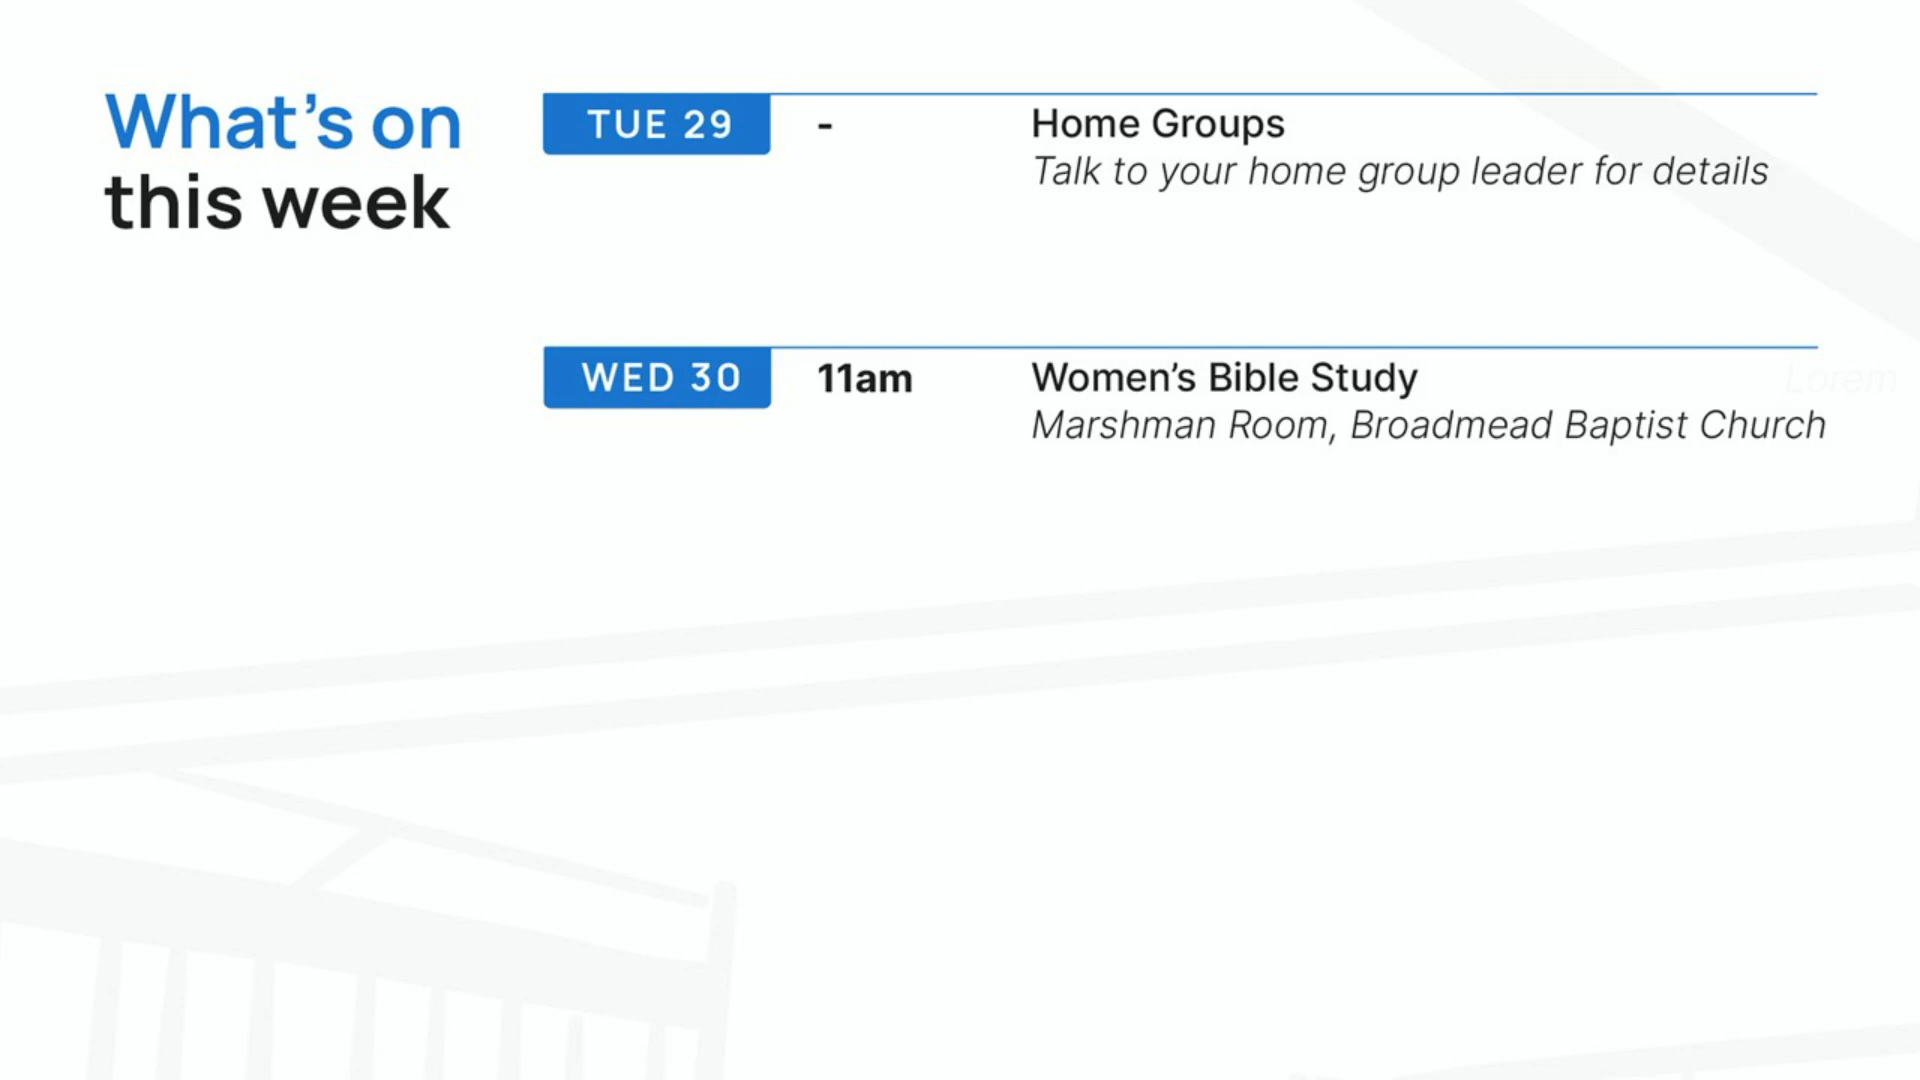 What's on
this week
TUE 29 - Home Groups
Talk to your home group leader for details
WED 30 11am Women's Bible Study
Lorem
Marshman Room, Broadmead Baptist Church